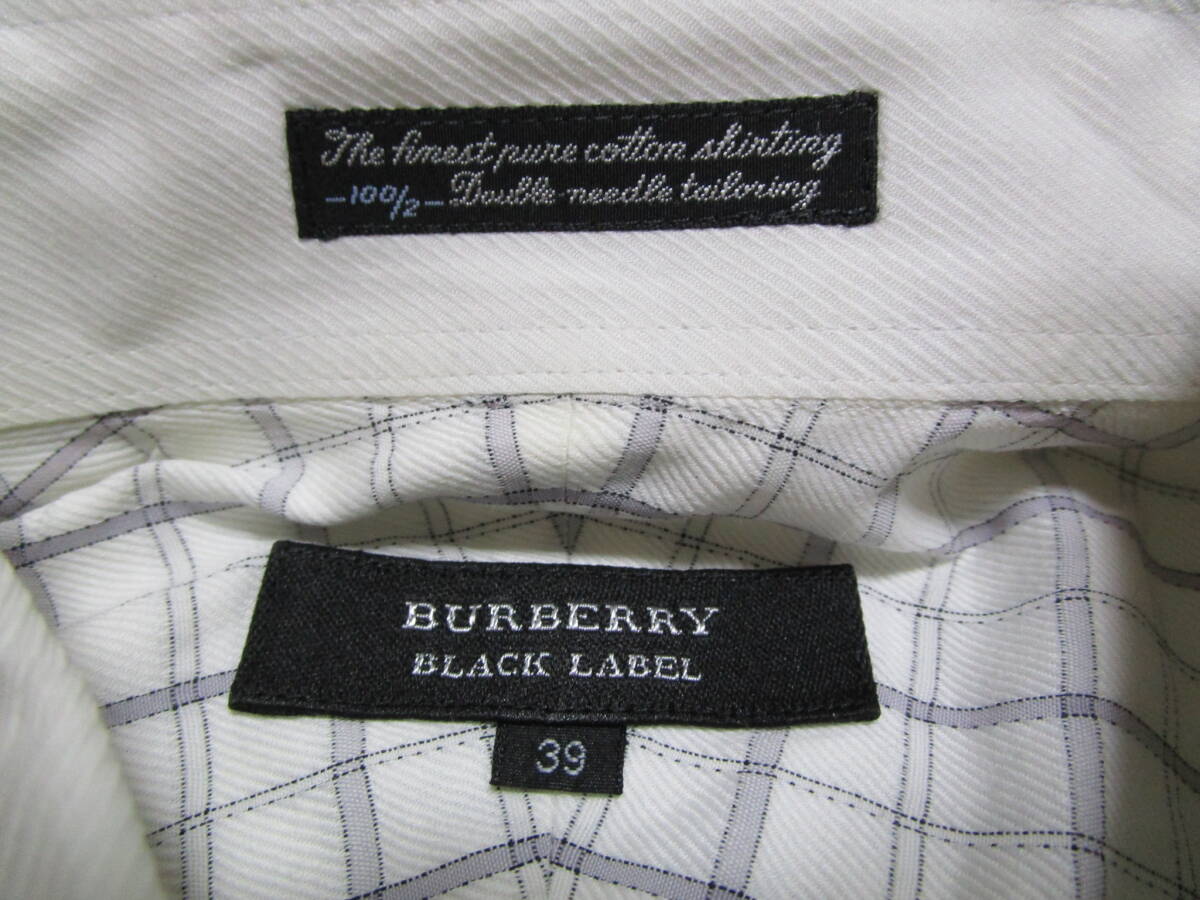 The finest pure cotton shirting
–100/2– Double needle tailoring
BURBERRY
BLACK LABEL
39